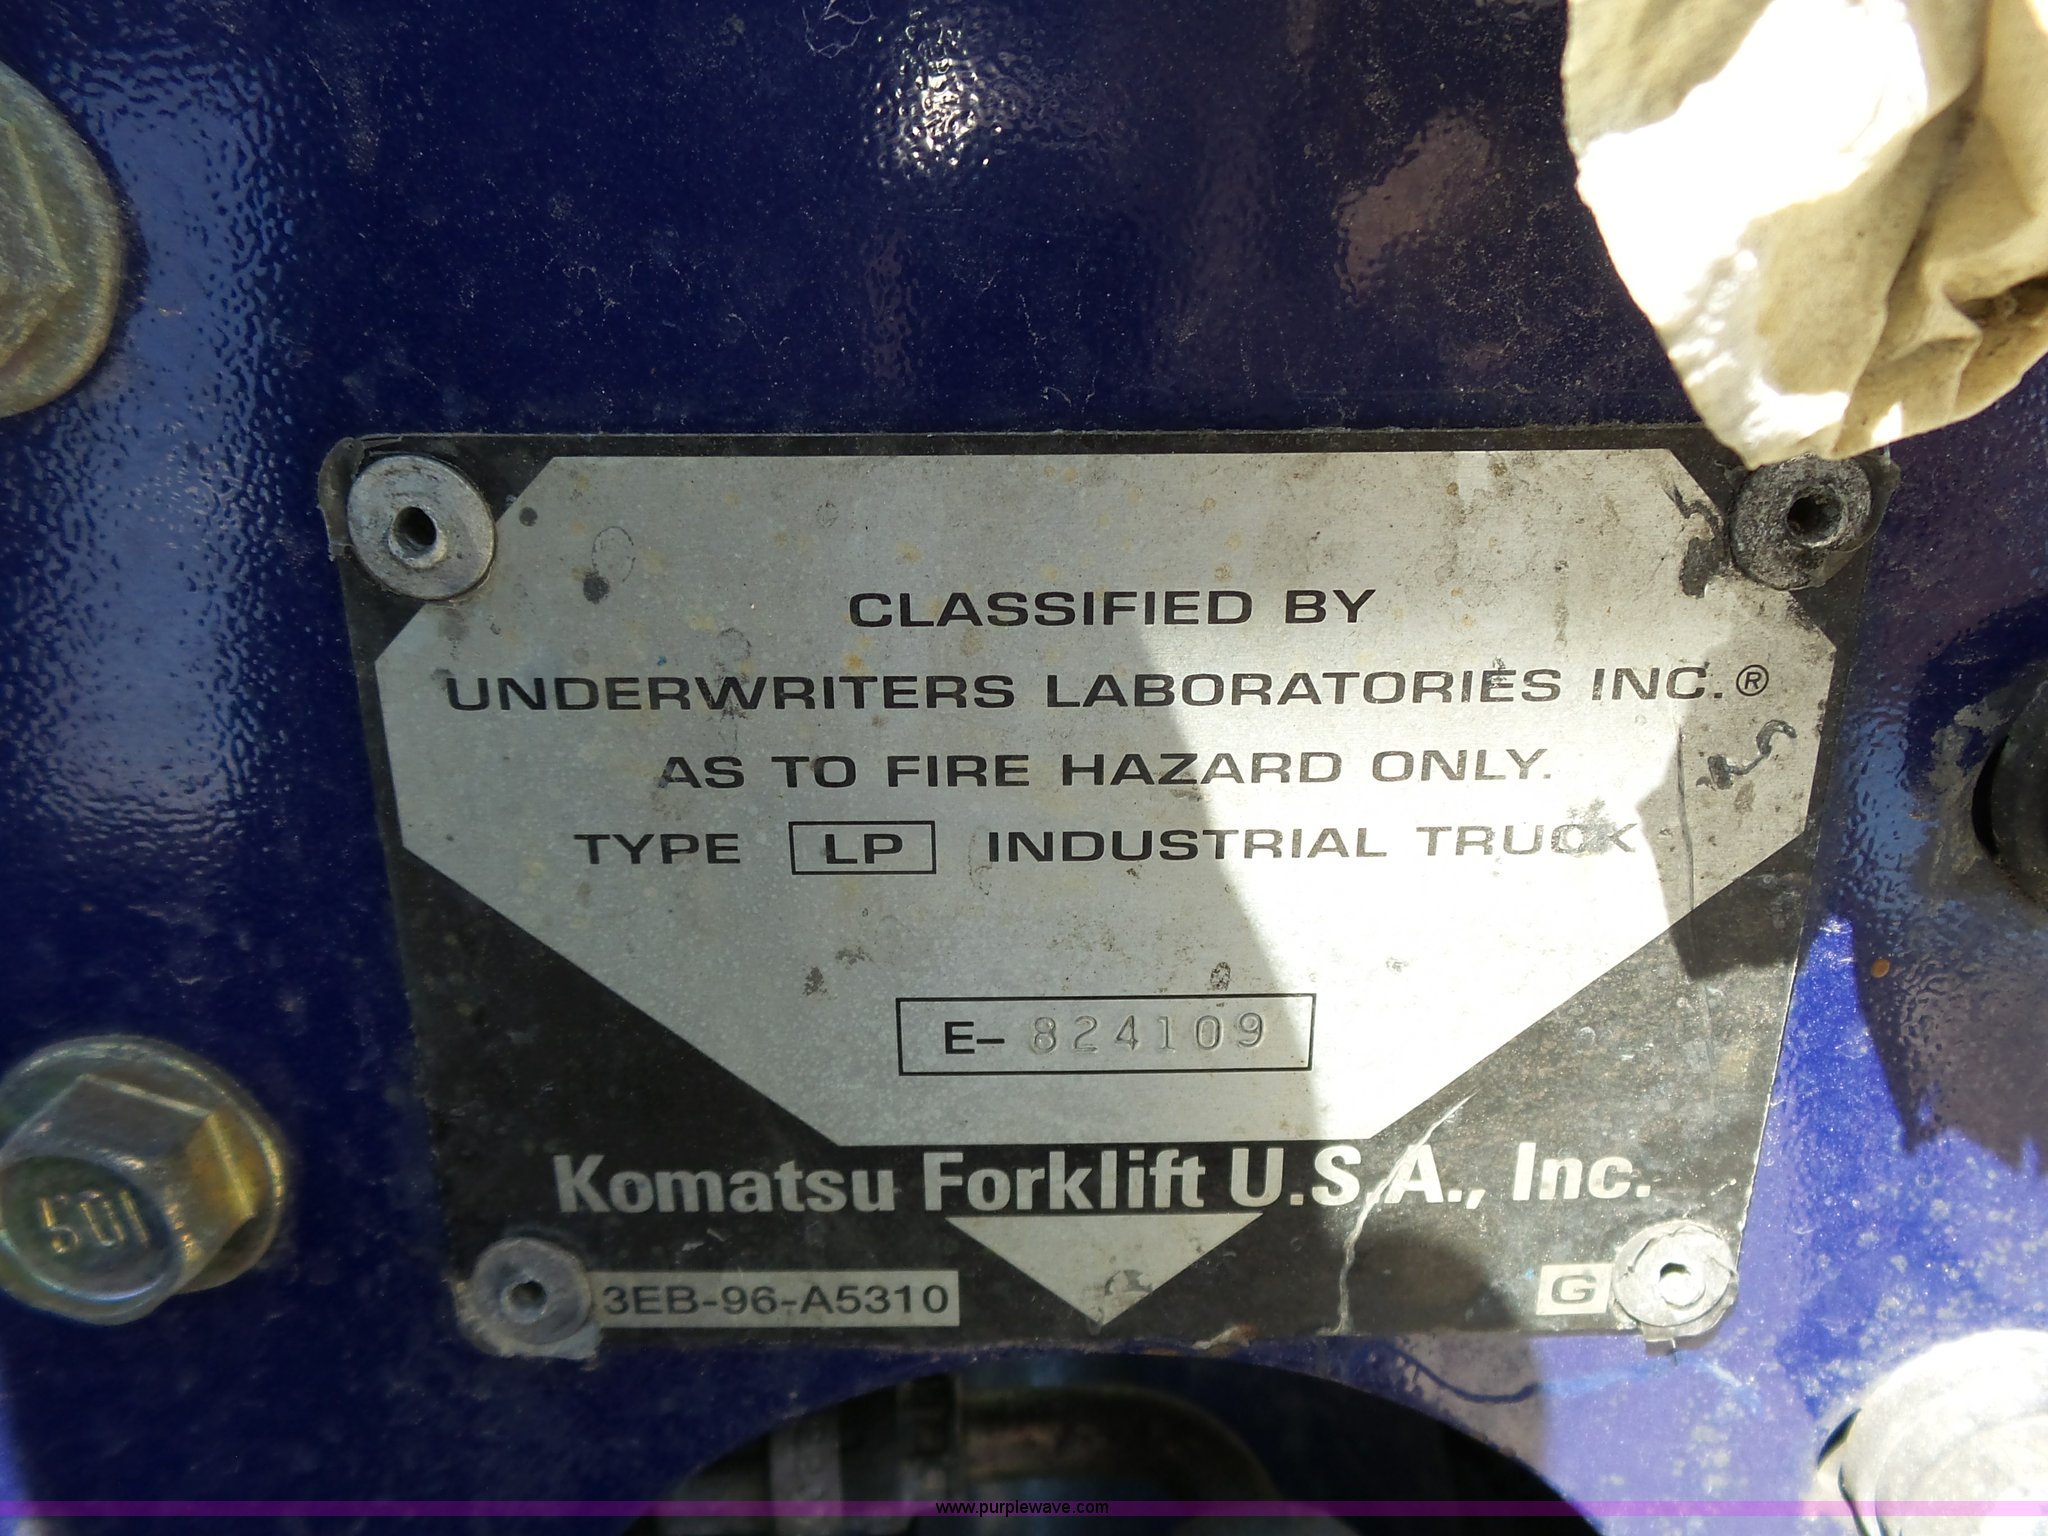 CLASSIFIED BY
UNDERWRITERS LABORATORIES INC.®
AS TO FIRE HAZARD ONLY.
TYPE LP INDUSTRIAL TRUCK
E- 824109
Komatsu Forklift U.S.A., Inc.
3EB-96-A5310
G
www.purplewave.com